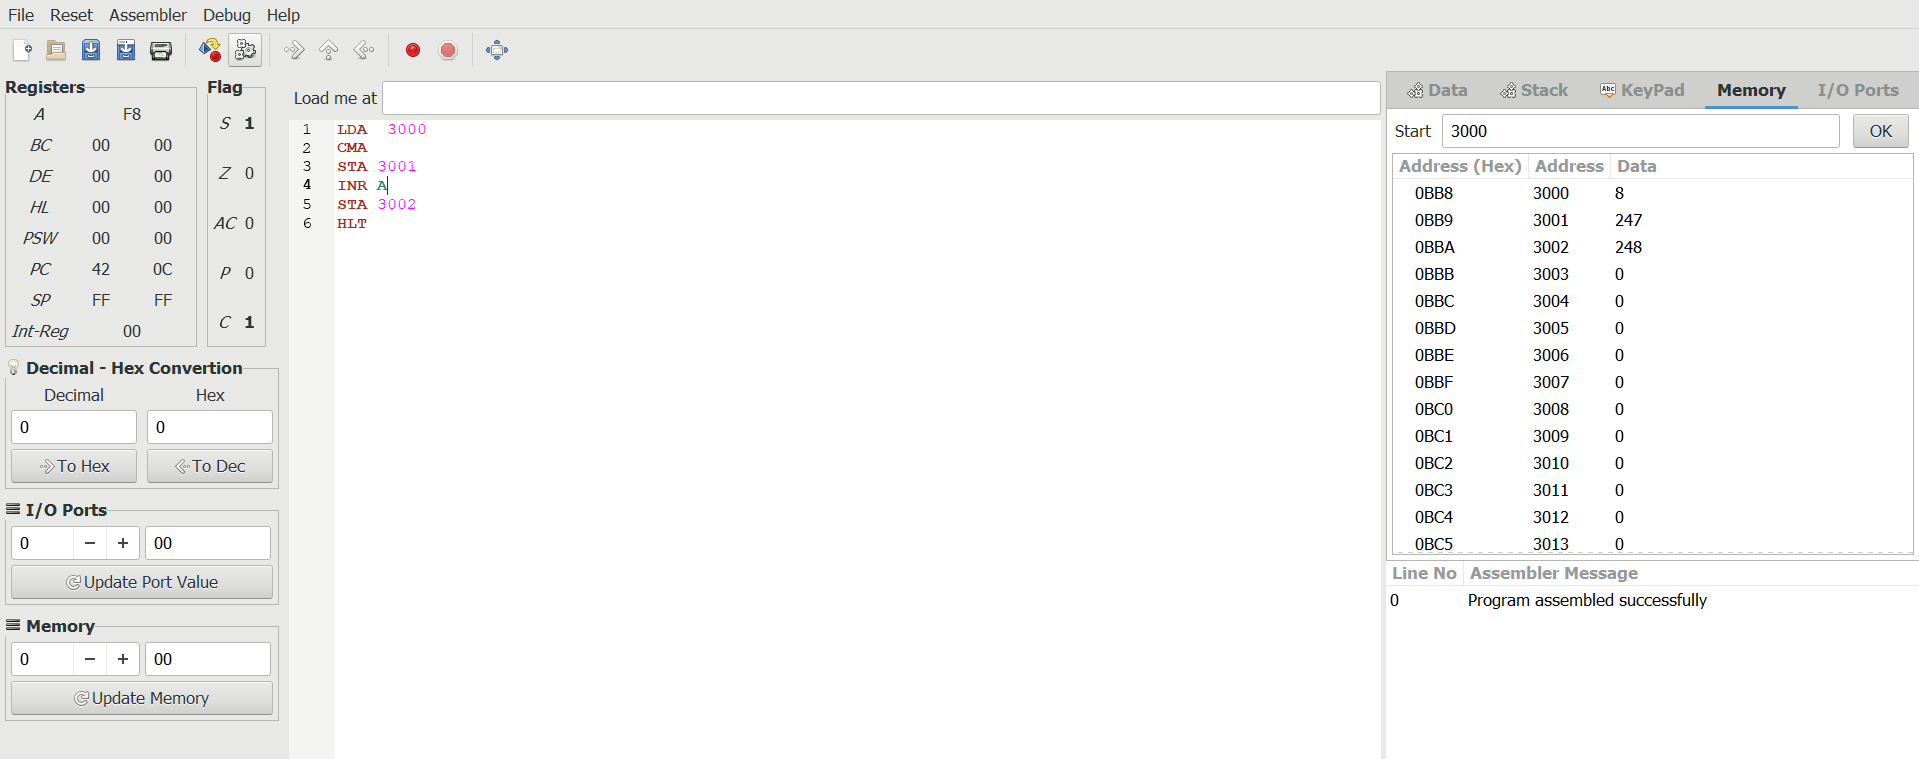 File Reset Assembler Debug Help
Registers
A F8
BC 00 00
DE 00 00
HL 00 00
PSW 00 00
PC 42 0C
SP FF FF
Int-Reg 00
Flag
S 1
Z 0
AC 0
P 0
C 1
Decimal - Hex Convertion
Decimal Hex
0 0
To Hex To Dec
I/O Ports
0 − + 00
Update Port Value
Memory
0 − + 00
Update Memory
Load me at
1 LDA 3000
2 CMA
3 STA 3001
4 INR A
5 STA 3002
6 HLT
Data Stack Abc KeyPad Memory I/O Ports
Start 3000 OK
Address (Hex) Address Data
0BB8 3000 8
0BB9 3001 247
0BBA 3002 248
0BBB 3003 0
0BBC 3004 0
0BBD 3005 0
0BBE 3006 0
0BBF 3007 0
0BC0 3008 0
0BC1 3009 0
0BC2 3010 0
0BC3 3011 0
0BC4 3012 0
0BC5 3013 0
Line No Assembler Message
0 Program assembled successfully